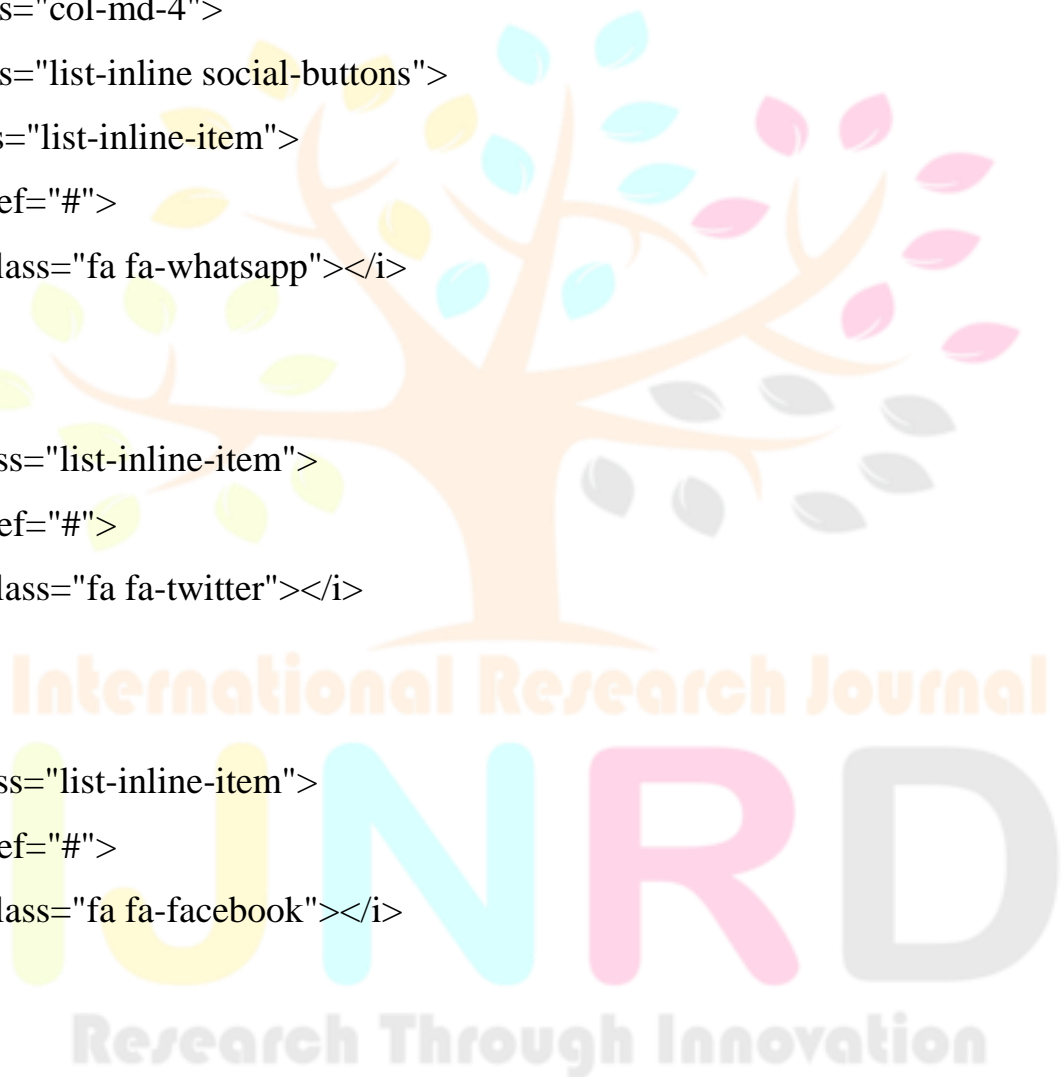 s="col-md-4">
s="list-inline social-buttons">
s="list-inline-item">
ef="#">
lass="fa fa-whatsapp"></i>
ss="list-inline-item">
ef="#">
lass="fa fa-twitter"></i>
International Research Journal
ss="list-inline-item">
ef="#">
lass="fa fa-facebook"></i>
IJNRD
Research Through Innovation